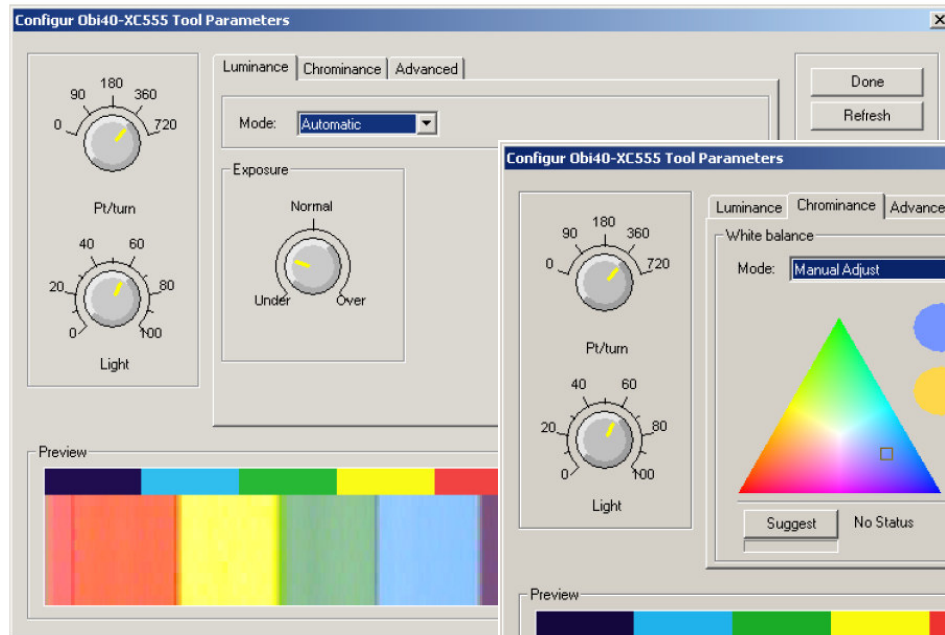 Configur Obi40-XC555 Tool Parameters
Luminance Chrominance Advanced
Done
Refresh
Mode: Automatic
180
90 360
0 720
Pt/turn
40 60
20 80
0 100
Light
Exposure
Normal
Under Over
Preview
Configur Obi40-XC555 Tool Parameters
Luminance Chrominance Advance
180
90 360
0 720
Pt/turn
40 60
20 80
0 100
Light
White balance
Mode: Manual Adjust
Suggest No Status
Preview